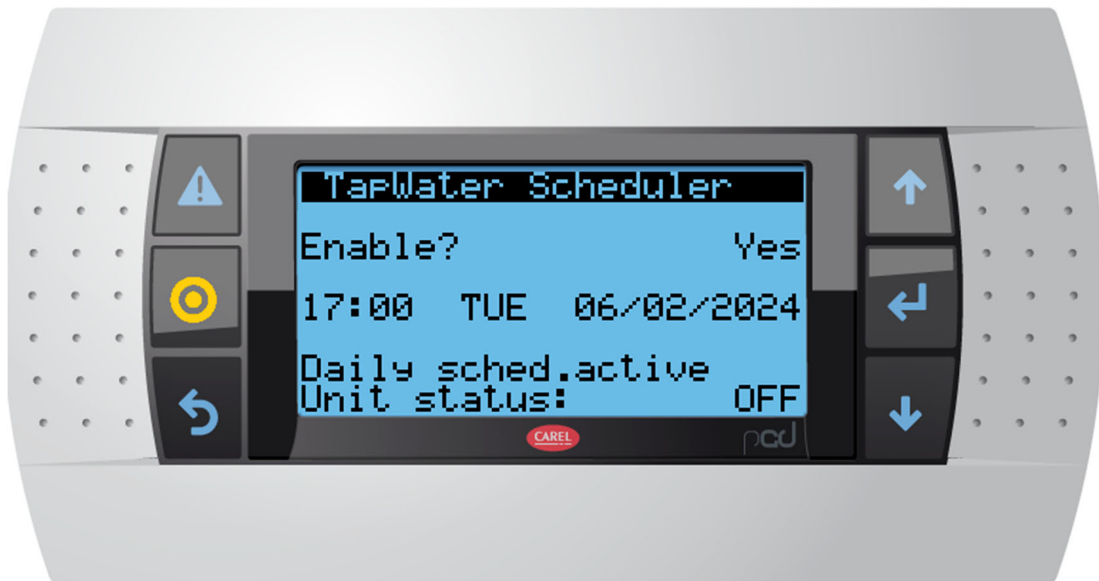 TapWater Scheduler
Enable? Yes
17:00 TUE 06/02/2024
Daily sched.active
Unit status: OFF
CAREL
pGD